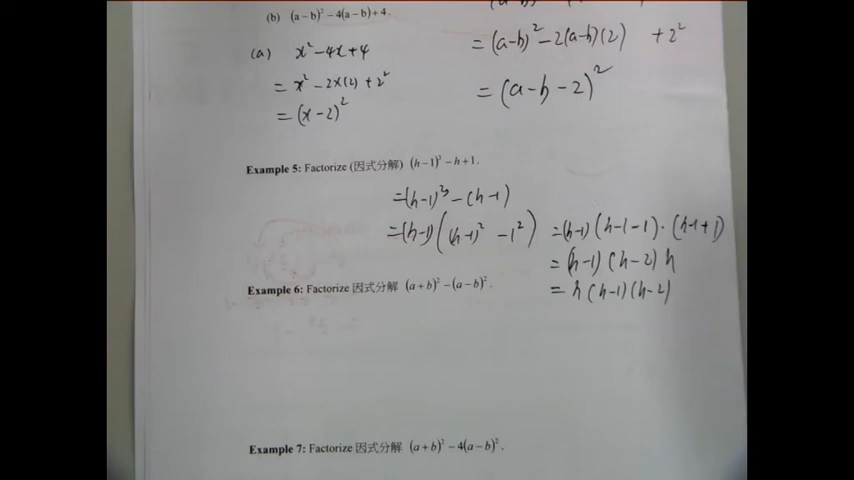 (b) (a−b)² −4(a−b)+4.
= (a−b)² −2(a−b)(2) + 2²
(a) x² −4x+4
= x² − 2x(2) + 2²
= (a−b−2)²
= (x−2)²
Example 5: Factorize (因式分解) (h−1)³ − h+1.
= (h−1)³ − (h−1)
= (h−1)((h−1)² − 1²) = (h−1)(h−1−1)·(h−1+1)
= (h−1)(h−2) h
Example 6: Factorize 因式分解 (a+b)² −(a−b)².
= h(h−1)(h−2)
Example 7: Factorize 因式分解 (a+b)² − 4(a−b)².